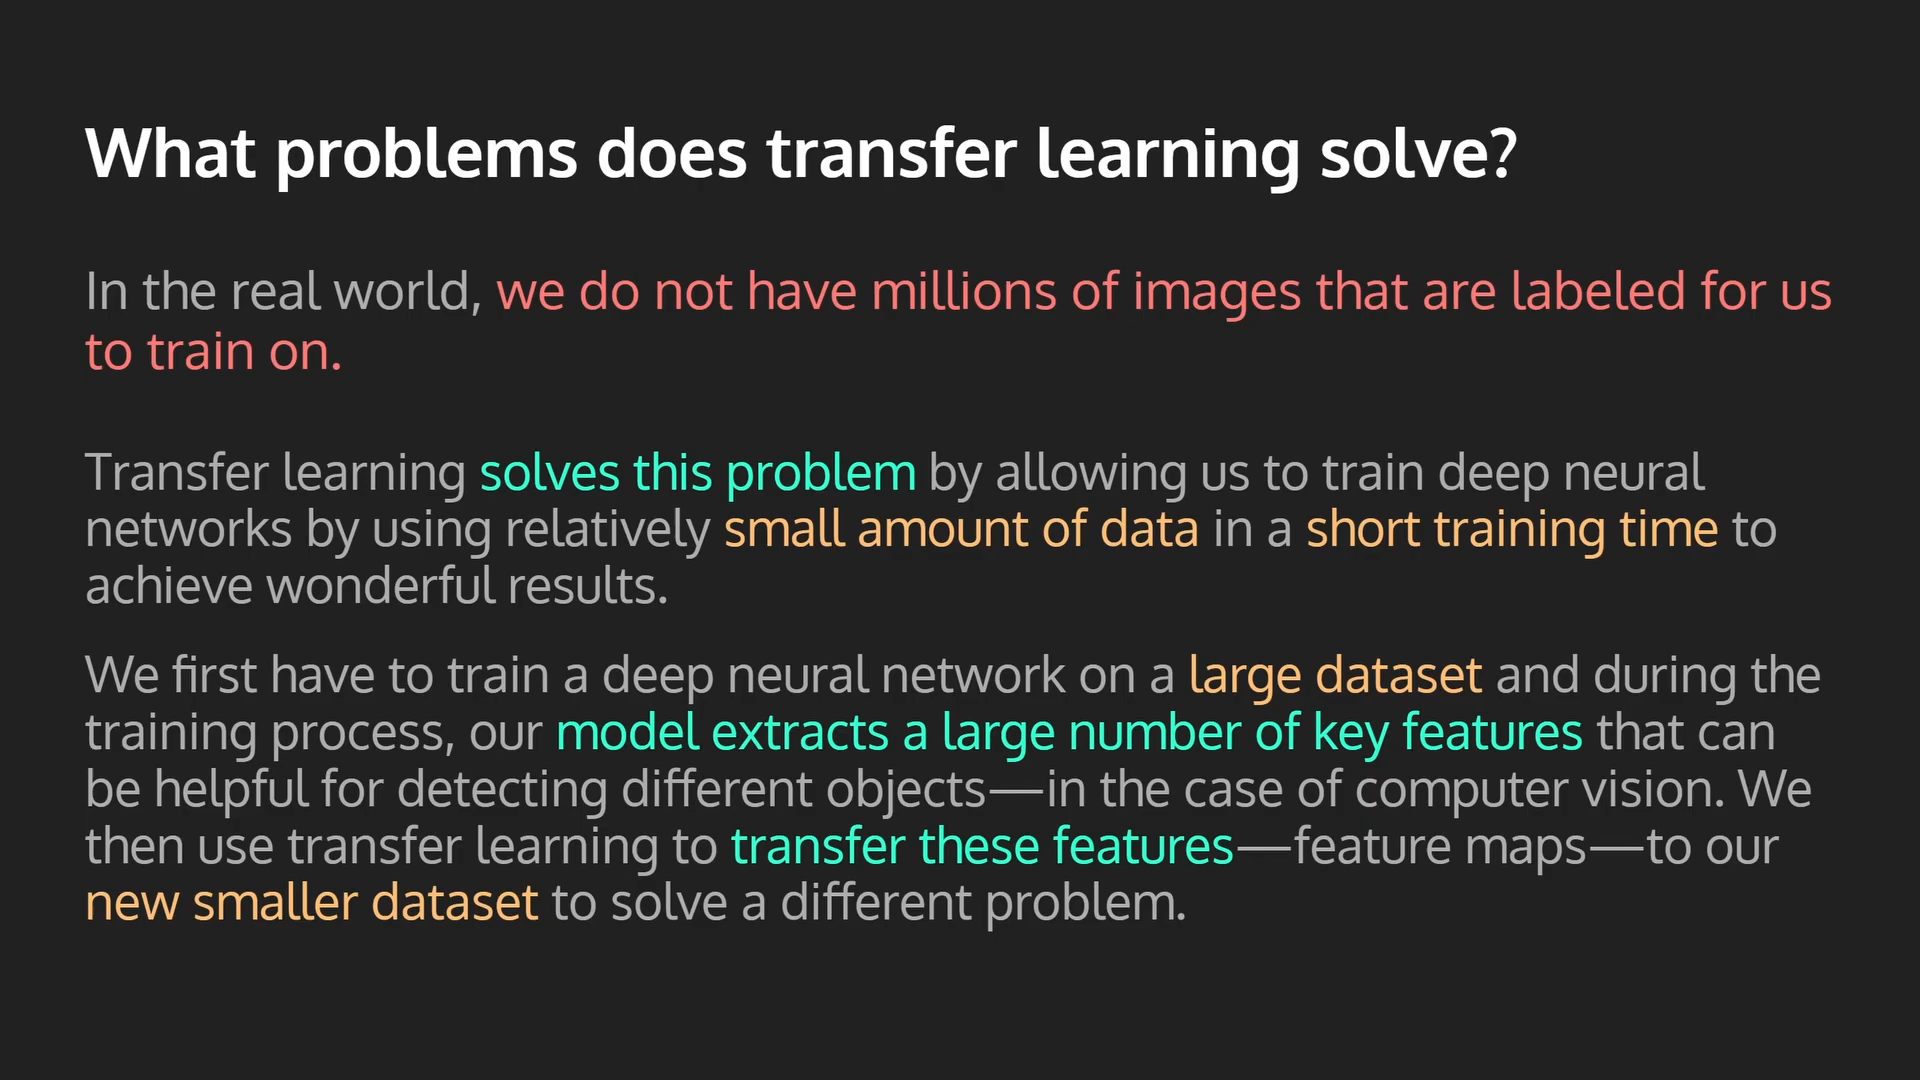 What problems does transfer learning solve?
In the real world, we do not have millions of images that are labeled for us
to train on.
Transfer learning solves this problem by allowing us to train deep neural
networks by using relatively small amount of data in a short training time to
achieve wonderful results.
We first have to train a deep neural network on a large dataset and during the
training process, our model extracts a large number of key features that can
be helpful for detecting different objects—in the case of computer vision. We
then use transfer learning to transfer these features—feature maps—to our
new smaller dataset to solve a different problem.